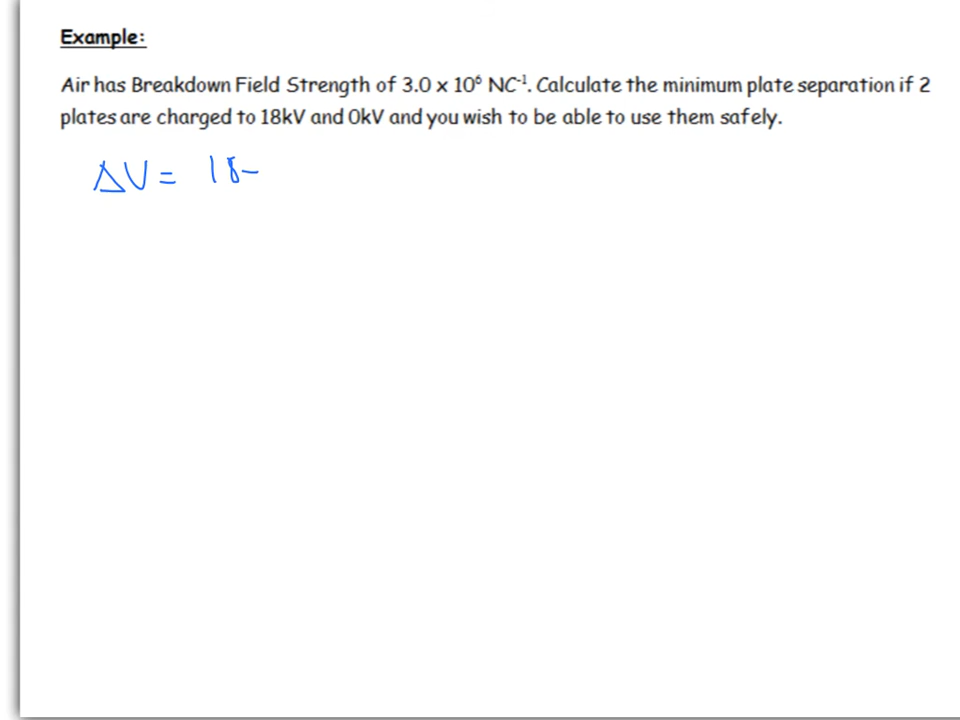 Example:
Air has Breakdown Field Strength of 3.0 x 10⁶ NC⁻¹. Calculate the minimum plate separation if 2
plates are charged to 18kV and 0kV and you wish to be able to use them safely.
ΔV = 18-